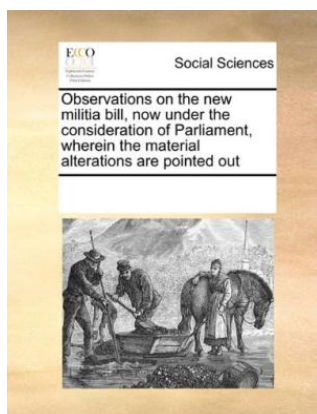 ECCO
Social Sciences
Observations on the new
militia bill, now under the
consideration of Parliament,
wherein the material
alterations are pointed out